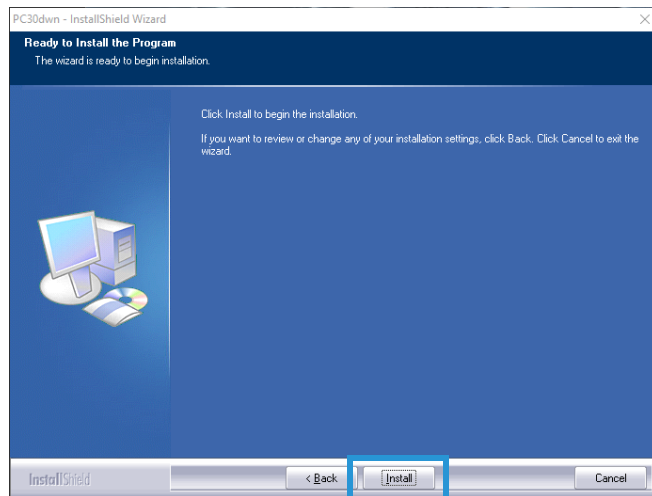 PC30dwn - InstallShield Wizard
Ready to Install the Program
The wizard is ready to begin installation.
Click Install to begin the installation.
If you want to review or change any of your installation settings, click Back. Click Cancel to exit the
wizard.
InstallShield
< Back
Install
Cancel